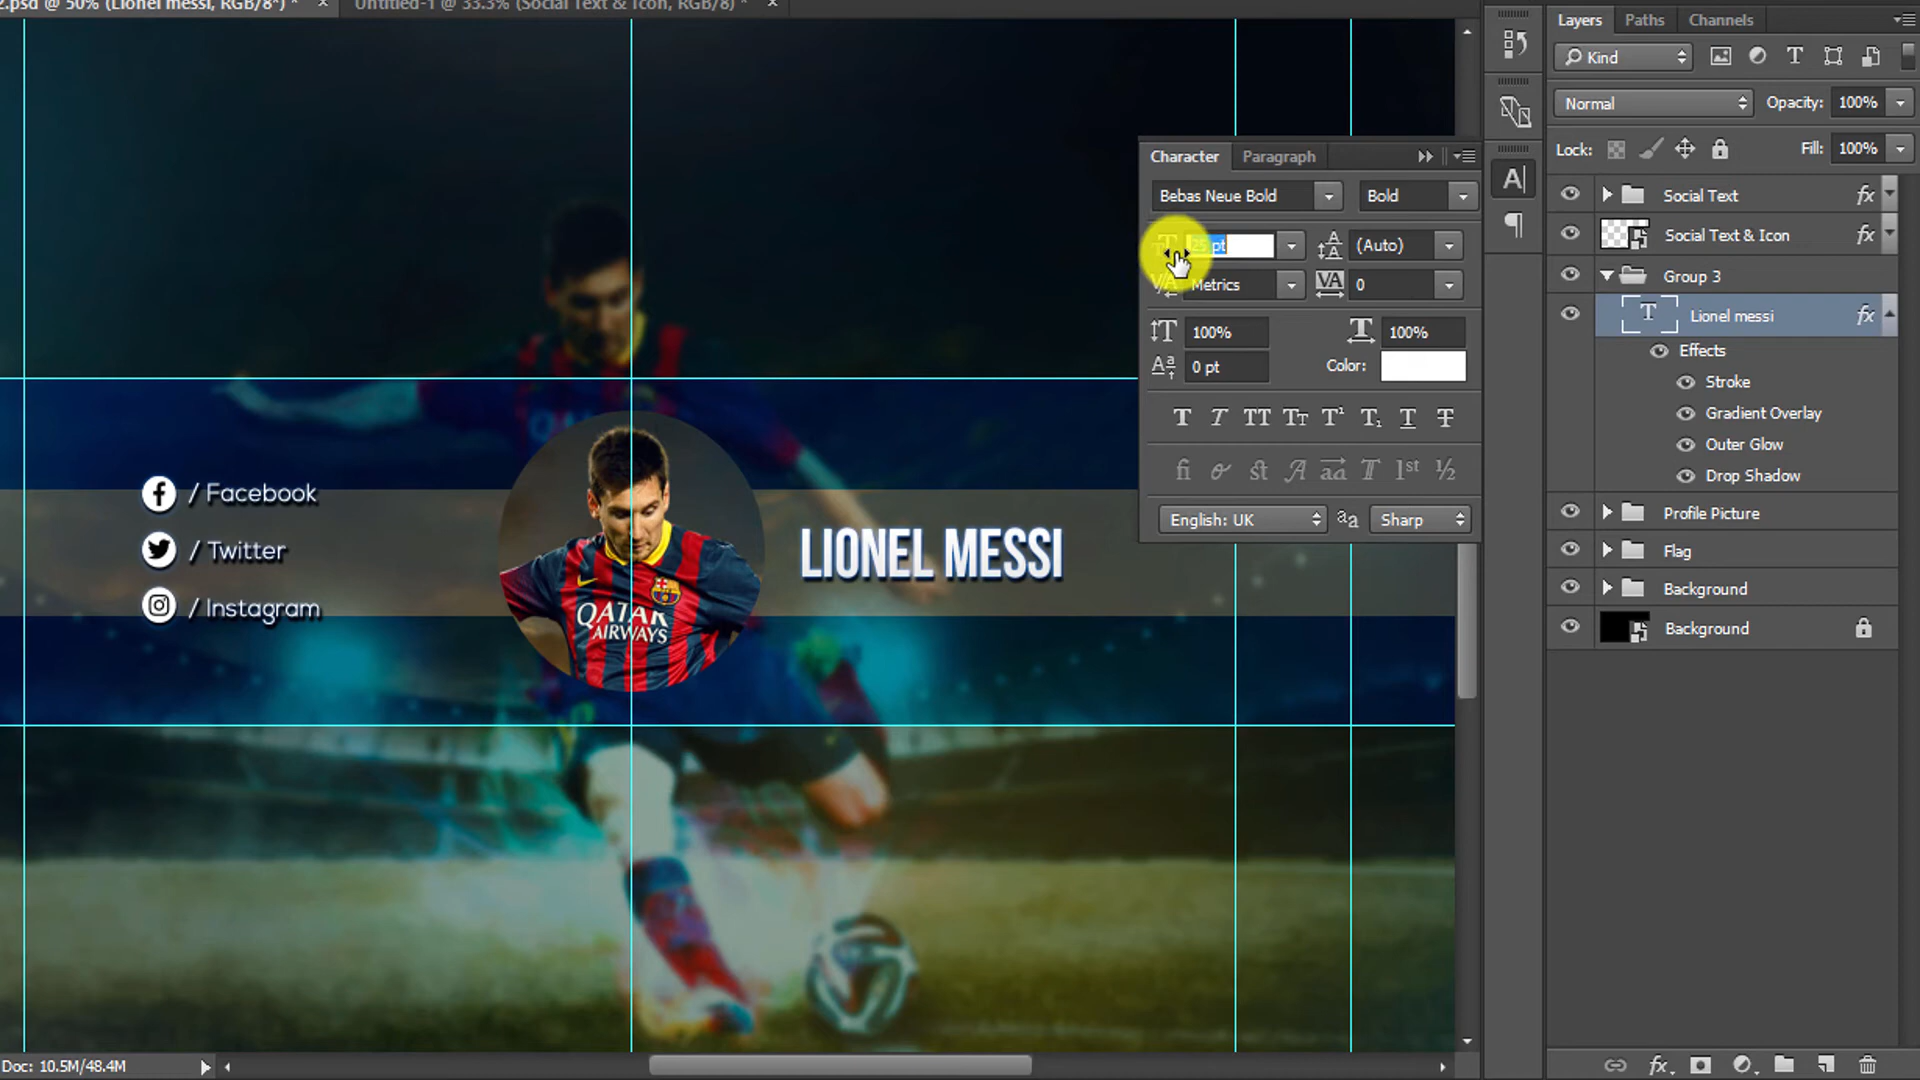 2.psd @ 50% (Lionel messi, RGB/8*) *
Untitled-1 @ 33.3% (Social Text & Icon, RGB/8) *
Layers
Paths
Channels
Kind
Normal
Opacity: 100%
Lock:
Fill: 100%
Social Text
fx
Social Text & Icon
fx
Group 3
Lionel messi
fx
Effects
Stroke
Gradient Overlay
Outer Glow
Drop Shadow
Profile Picture
Flag
Background
Background
Character
Paragraph
Bebas Neue Bold
Bold
25 pt
(Auto)
Metrics
0
100%
100%
0 pt
Color:
English: UK
Sharp
/ Facebook
/ Twitter
/ Instagram
LIONEL MESSI
QATAR
AIRWAYS
Doc: 10.5M/48.4M